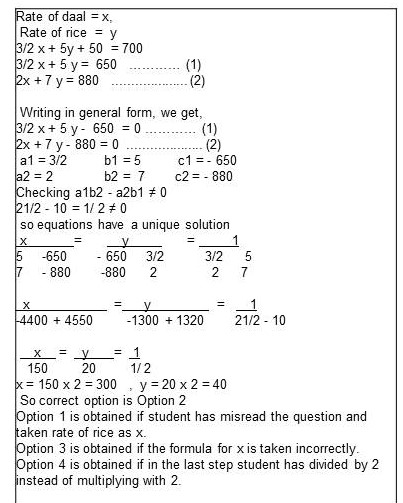 Rate of daal = x,
Rate of rice = y
3/2 x + 5y + 50 = 700
3/2 x + 5 y = 650 ............ (1)
2x + 7 y = 880 ....................(2)
Writing in general form, we get,
3/2 x + 5 y - 650 = 0 ............ (1)
2x + 7 y - 880 = 0 .................... (2)
a1 = 3/2 b1 = 5 c1 = - 650
a2 = 2 b2 = 7 c2 = - 880
Checking a1b2 - a2b1 ≠ 0
21/2 - 10 = 1/ 2 ≠ 0
so equations have a unique solution
x = y = 1
5 -650 - 650 3/2 3/2 5
7 - 880 -880 2 2 7
x = y = 1
-4400 + 4550 -1300 + 1320 21/2 - 10
x = y = 1
150 20 1/ 2
x = 150 x 2 = 300 , y = 20 x 2 = 40
So correct option is Option 2
Option 1 is obtained if student has misread the question and
taken rate of rice as x.
Option 3 is obtained if the formula for x is taken incorrectly.
Option 4 is obtained if in the last step student has divided by 2
instead of multiplying with 2.